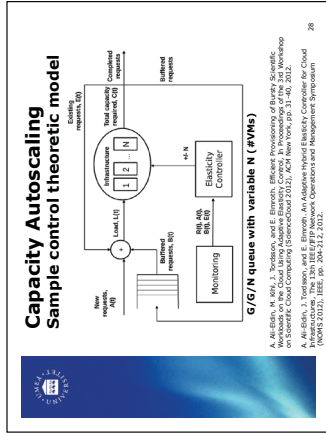 Capacity Autoscaling
Sample control theoretic model
Existing
requests, E(t)
New
requests,
A(t)
Load, L(t)
+
Infrastructure
1
2
...
N
Total capacity
required, C(t)
Completed
requests
Buffered
requests, B(t)
Buffered
requests
+/- N
Monitoring
R(t), A(t),
B(t), E(t)
Elasticity
Controller
G/G/N queue with variable N (#VMs)
A. Ali-Eldin, M. Kihl, J. Tordsson, and E. Elmroth. Efficient Provisioning of Bursty Scientific
Workloads on the Cloud Using Adaptive Elasticity Control, In Proceedings of the 3rd Workshop
on Scientific Cloud Computing (ScienceCloud 2012), ACM New York, pp. 31-40, 2012.
A. Ali-Eldin, J. Tordsson, and E. Elmroth. An Adaptive Hybrid Elasticity Controller for Cloud
Infrastructures, The 13th IEEE/IFIP Network Operations and Management Symposium
(NOMS 2012), IEEE, pp. 204-212, 2012.
28
UMEÅ UNIVERSITET